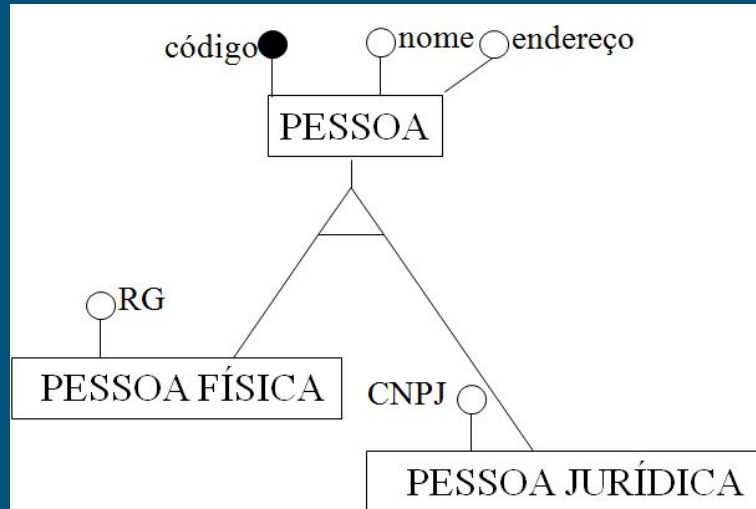 código nome endereço
PESSOA
RG
PESSOA FÍSICA
CNPJ
PESSOA JURÍDICA